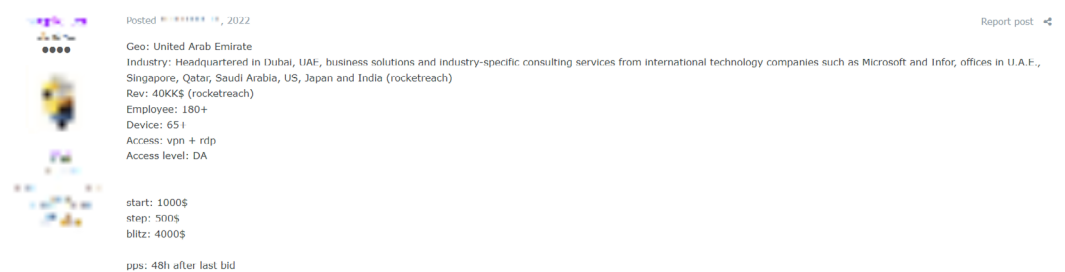 Posted , 2022
Report post
Geo: United Arab Emirate
Industry: Headquartered in Dubai, UAE, business solutions and industry-specific consulting services from international technology companies such as Microsoft and Infor, offices in U.A.E.,
Singapore, Qatar, Saudi Arabia, US, Japan and India (rocketreach)
Rev: 40KK$ (rocketreach)
Employee: 180+
Device: 65+
Access: vpn + rdp
Access level: DA
start: 1000$
step: 500$
blitz: 4000$
pps: 48h after last bid